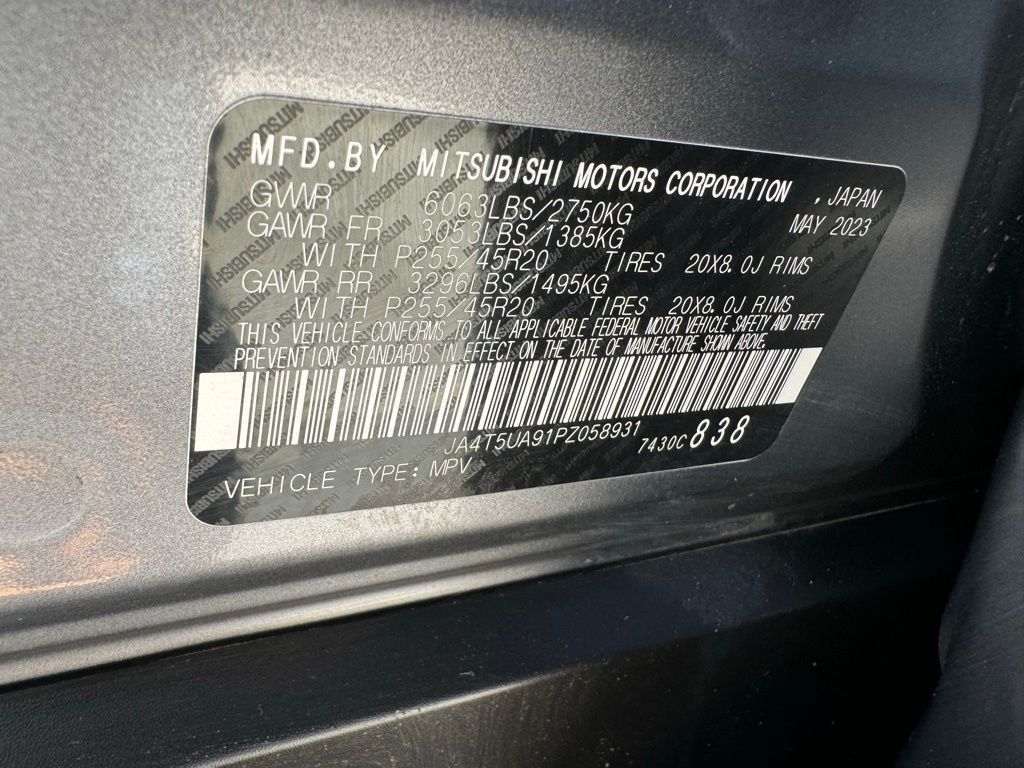 MFD.BY MITSUBISHI MOTORS CORPORATION , JAPAN
GVWR 6063LBS/2750KG MAY 2023
GAWR FR 3053LBS/1385KG
WITH P255/45R20 TIRES 20X8.0J RIMS
GAWR RR 3296LBS/1495KG
WITH P255/45R20 TIRES 20X8.0J RIMS
THIS VEHICLE CONFORMS TO ALL APPLICABLE FEDERAL MOTOR VEHICLE SAFETY AND THEFT
PREVENTION STANDARDS IN EFFECT ON THE DATE OF MANUFACTURE SHOWN ABOVE.
JA4T5UA91PZ058931 7430C 838
VEHICLE TYPE: MPV